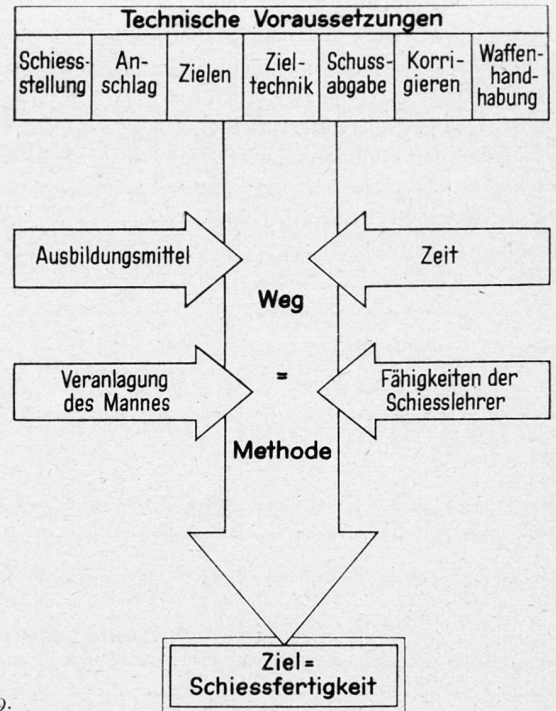 Technische Voraussetzungen
Schiess-
stellung
An-
schlag
Zielen
Ziel-
technik
Schuss-
abgabe
Korri-
gieren
Waffen-
hand-
habung
Ausbildungsmittel
Zeit
Weg
=
Veranlagung
des Mannes
Fähigkeiten der
Schiesslehrer
Methode
Ziel =
Schiessfertigkeit
9.